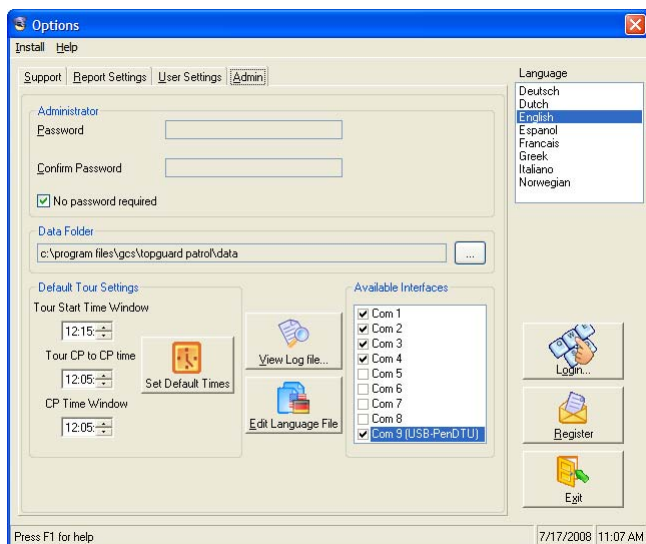 Options
Install Help
Support Report Settings User Settings Admin
Administrator
Password
Confirm Password
No password required
Data Folder
c:\program files\gcs\topguard patrol\data
...
Default Tour Settings
Tour Start Time Window
12:15:
Tour CP to CP time
12:05:
CP Time Window
12:05:
Set Default Times
View Log file...
Edit Language File
Available Interfaces
Com 1
Com 2
Com 3
Com 4
Com 5
Com 6
Com 7
Com 8
Com 9 (USB-PenDTU)
Language
Deutsch
Dutch
English
Espanol
Francais
Greek
Italiano
Norwegian
Login...
Register
Exit
Press F1 for help
7/17/2008 11:07 AM